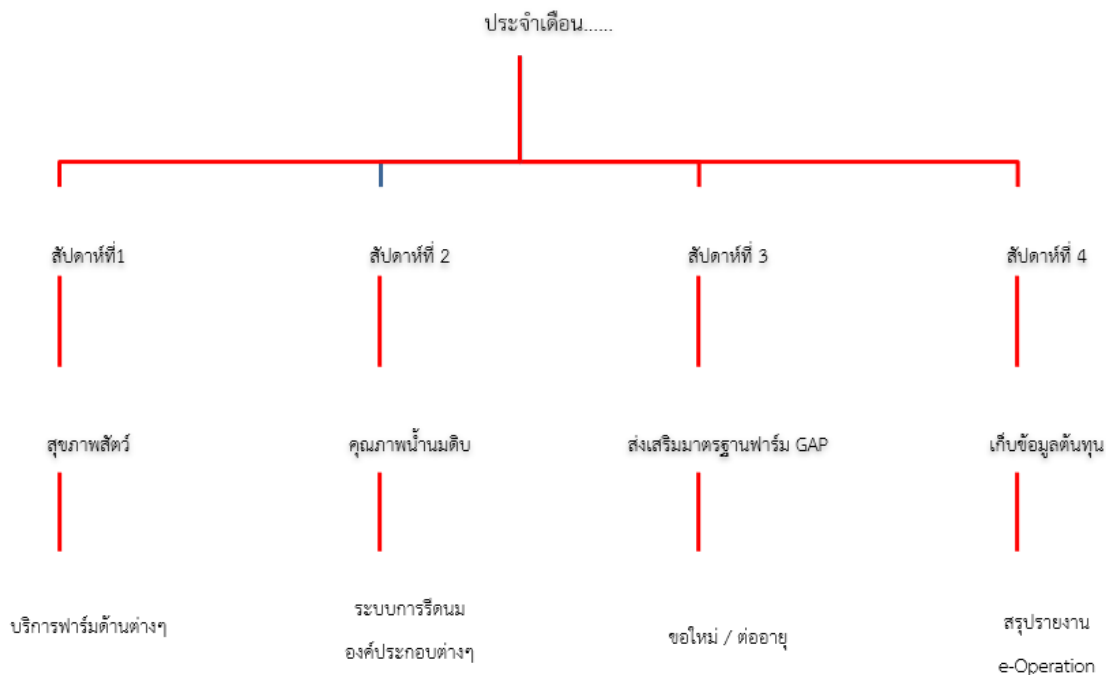 ประจำเดือน......
สัปดาห์ที่1
สัปดาห์ที่ 2
สัปดาห์ที่ 3
สัปดาห์ที่ 4
สุขภาพสัตว์
คุณภาพน้ำนมดิบ
ส่งเสริมมาตรฐานฟาร์ม GAP
เก็บข้อมูลต้นทุน
บริการฟาร์มด้านต่างๆ
ระบบการรีดนม
องค์ประกอบต่างๆ
ขอใหม่ / ต่ออายุ
สรุปรายงาน
e-Operation